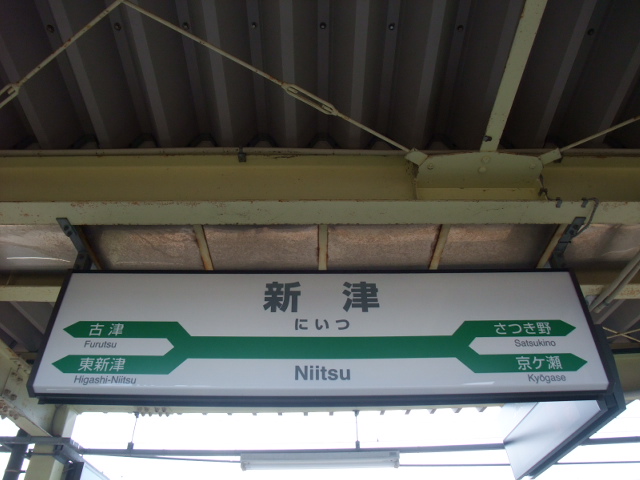 新津
にいつ
Niitsu
古津
Furutsu
東新津
Higashi-Niitsu
さつき野
Satsukino
京ケ瀬
Kyōgase